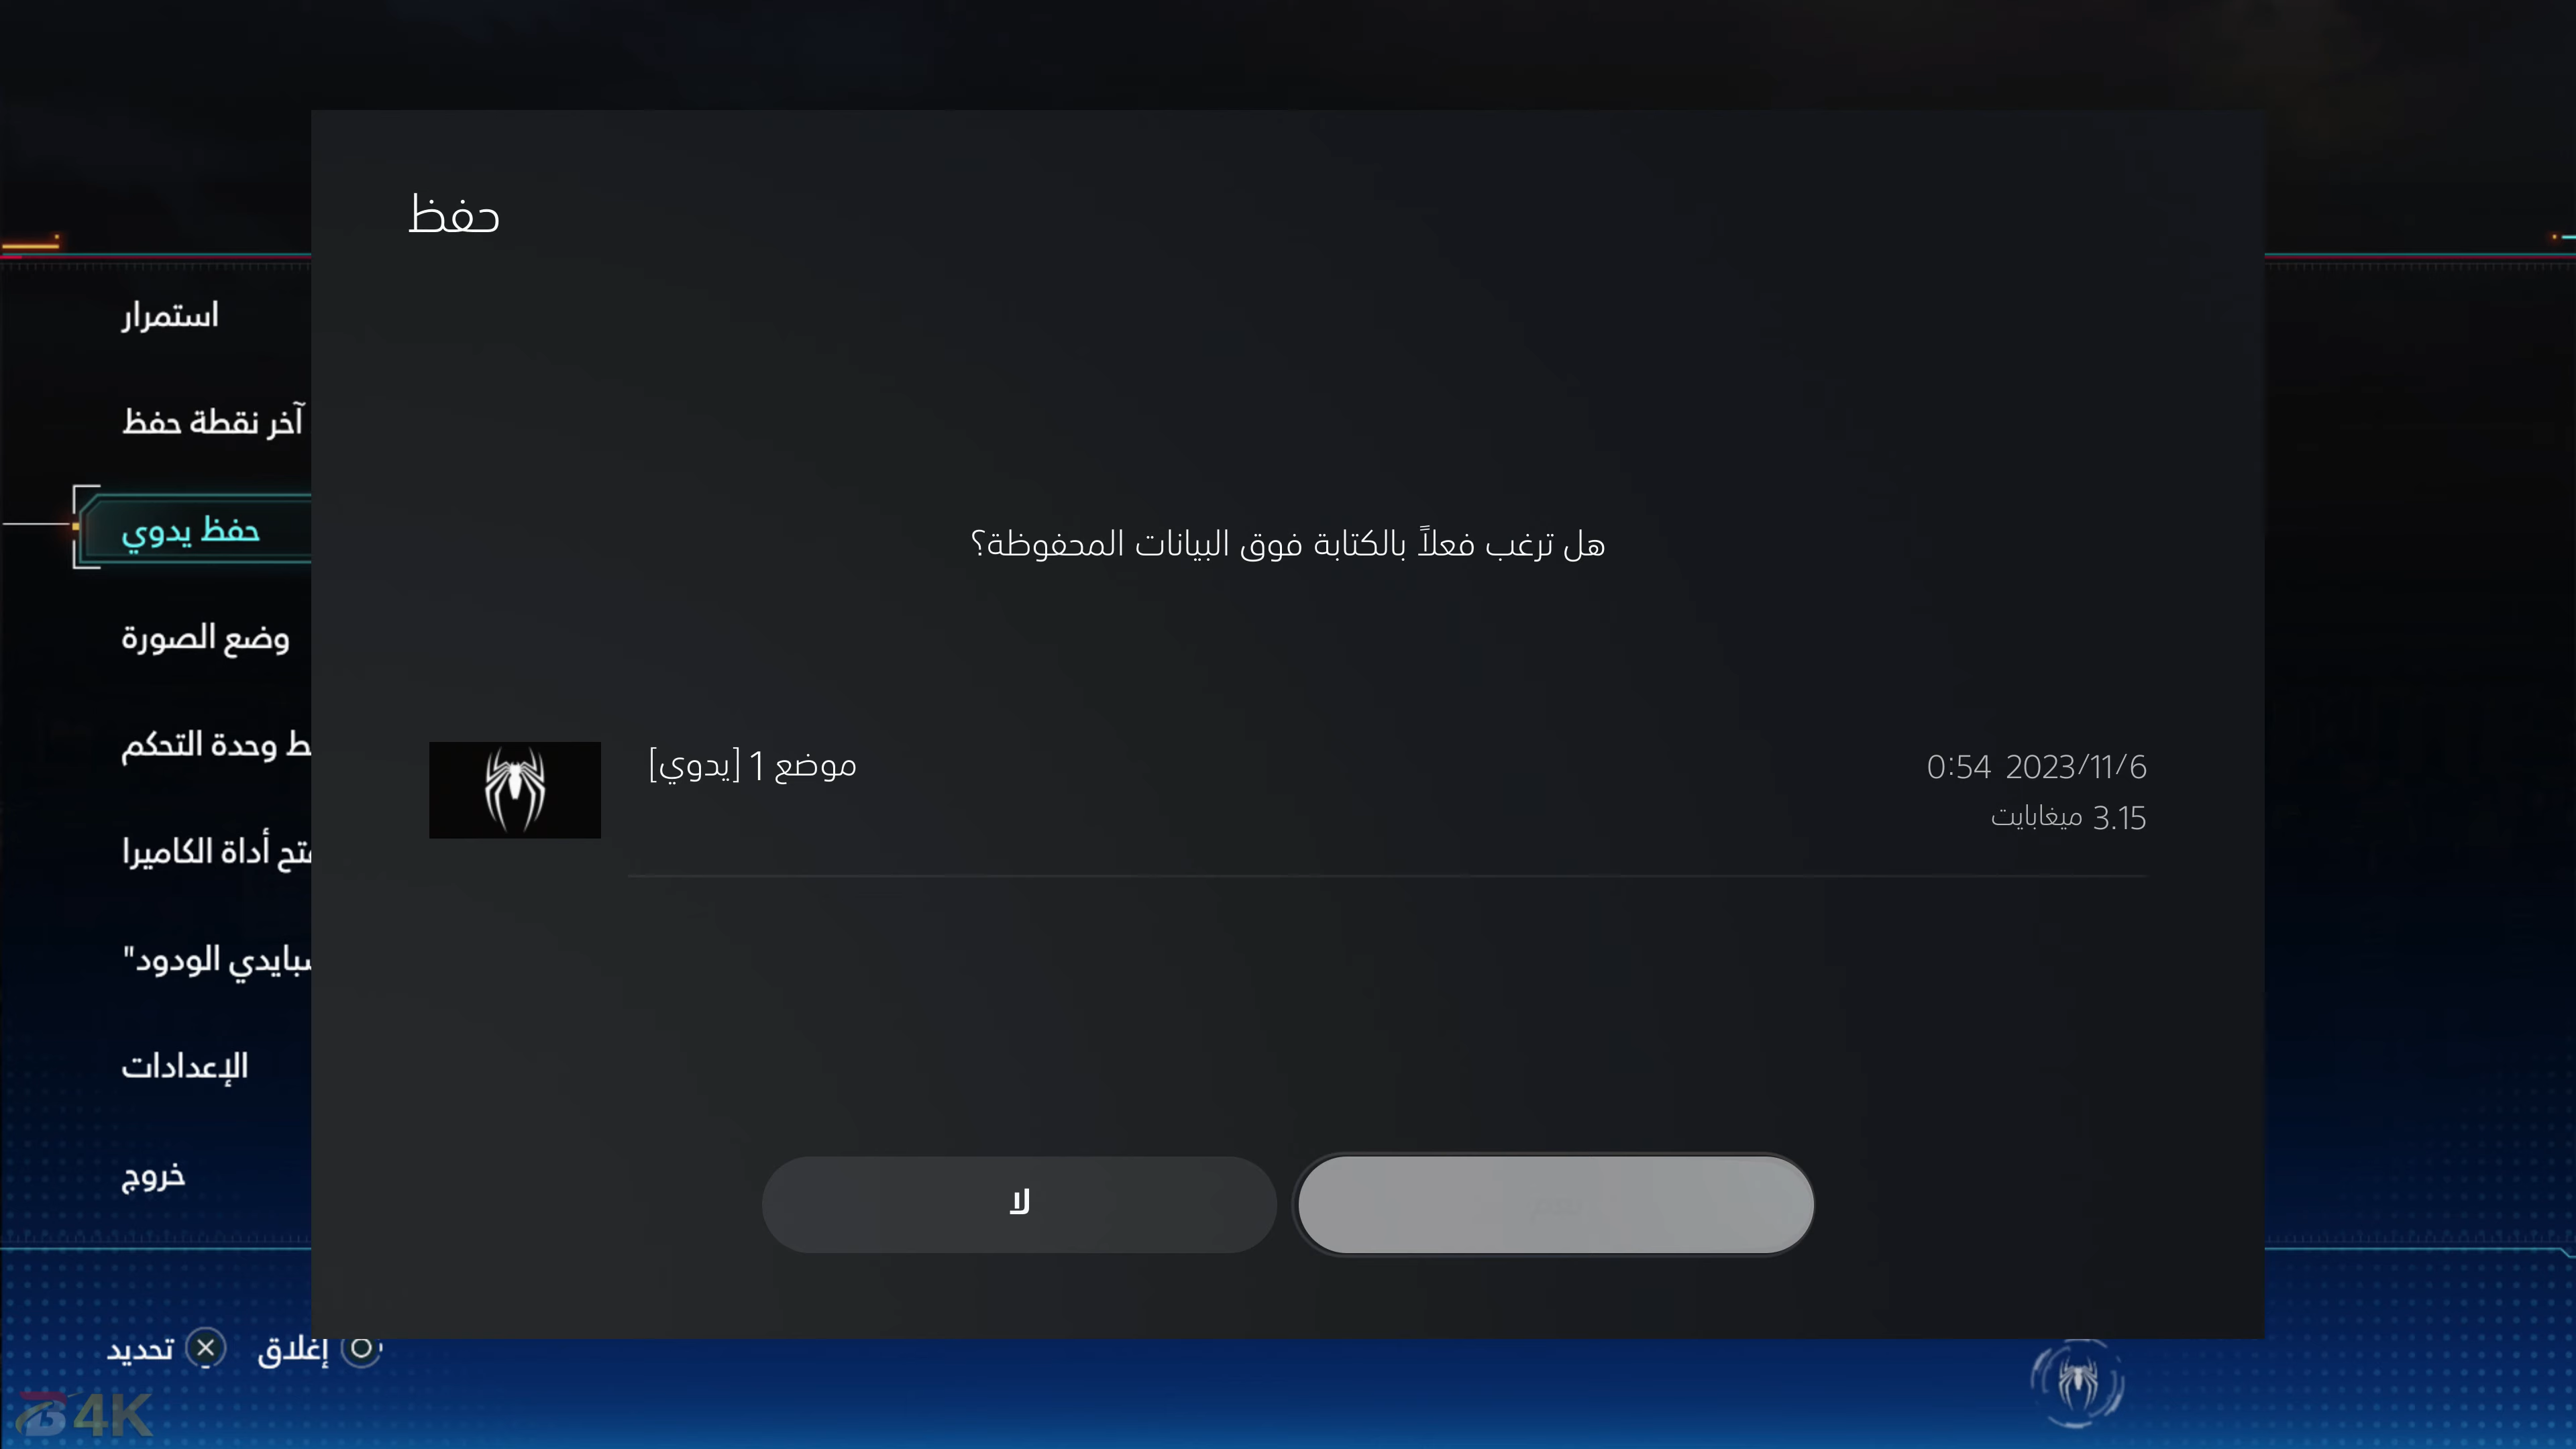 حفظ
استمرار
آخر نقطة حفظ
حفظ يدوي
هل ترغب فعلاً بالكتابة فوق البيانات المحفوظة؟
وضع الصورة
وحدة التحكم
موضع 1 [يدوي]
2023/11/6 0:54
3.15 ميغابايت
أداة الكاميرا
الودود"
الإعدادات
خروج
لا
تحديد
إغلاق
4K